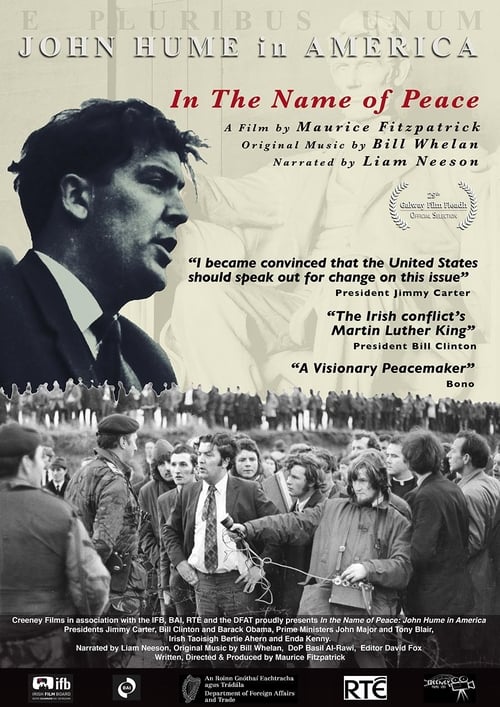 E PLURIBUS UNUM
JOHN HUME in AMERICA
In The Name of Peace
A Film by Maurice Fitzpatrick
Original Music by Bill Whelan
Narrated by Liam Neeson
29th
Galway Film Fleadh
Official Selection
“I became convinced that the United States
should speak out for change on this issue”
President Jimmy Carter
“The Irish conflict’s
Martin Luther King”
President Bill Clinton
“A Visionary Peacemaker”
Bono
Creeney Films in association with the IFB, BAI, RTÉ and the DFAT proudly presents In the Name of Peace: John Hume in America
Presidents Jimmy Carter, Bill Clinton and Barack Obama, Prime Ministers John Major and Tony Blair,
Irish Taoisigh Bertie Ahern and Enda Kenny.
Narrated by Liam Neeson, Original Music by Bill Whelan, DoP Basil Al-Rawi, Editor David Fox
Written, Directed & Produced by Maurice Fitzpatrick
ifb
IRISH FILM BOARD
BAI
An Roinn Gnóthaí Eachtracha
agus Trádála
Department of Foreign Affairs
and Trade
RTÉ